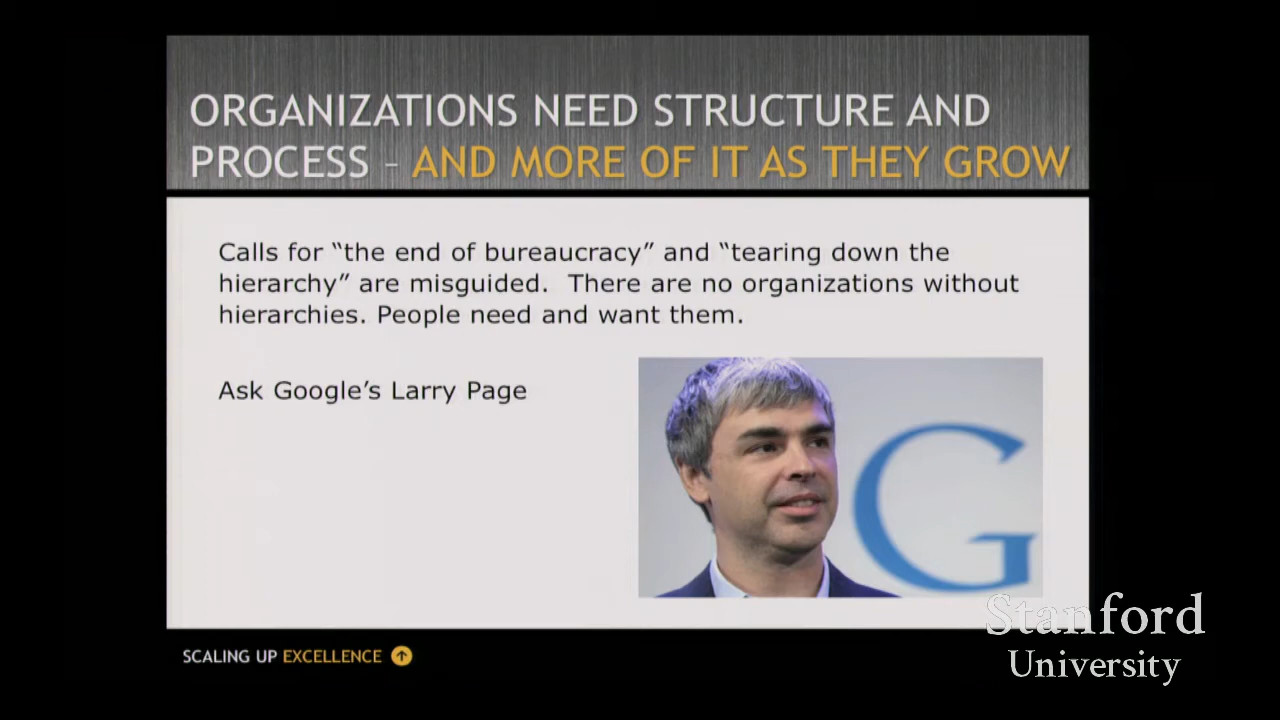 ORGANIZATIONS NEED STRUCTURE AND
PROCESS – AND MORE OF IT AS THEY GROW
Calls for “the end of bureaucracy” and “tearing down the
hierarchy” are misguided.  There are no organizations without
hierarchies. People need and want them.
Ask Google’s Larry Page
G
SCALING UP EXCELLENCE
Stanford
University